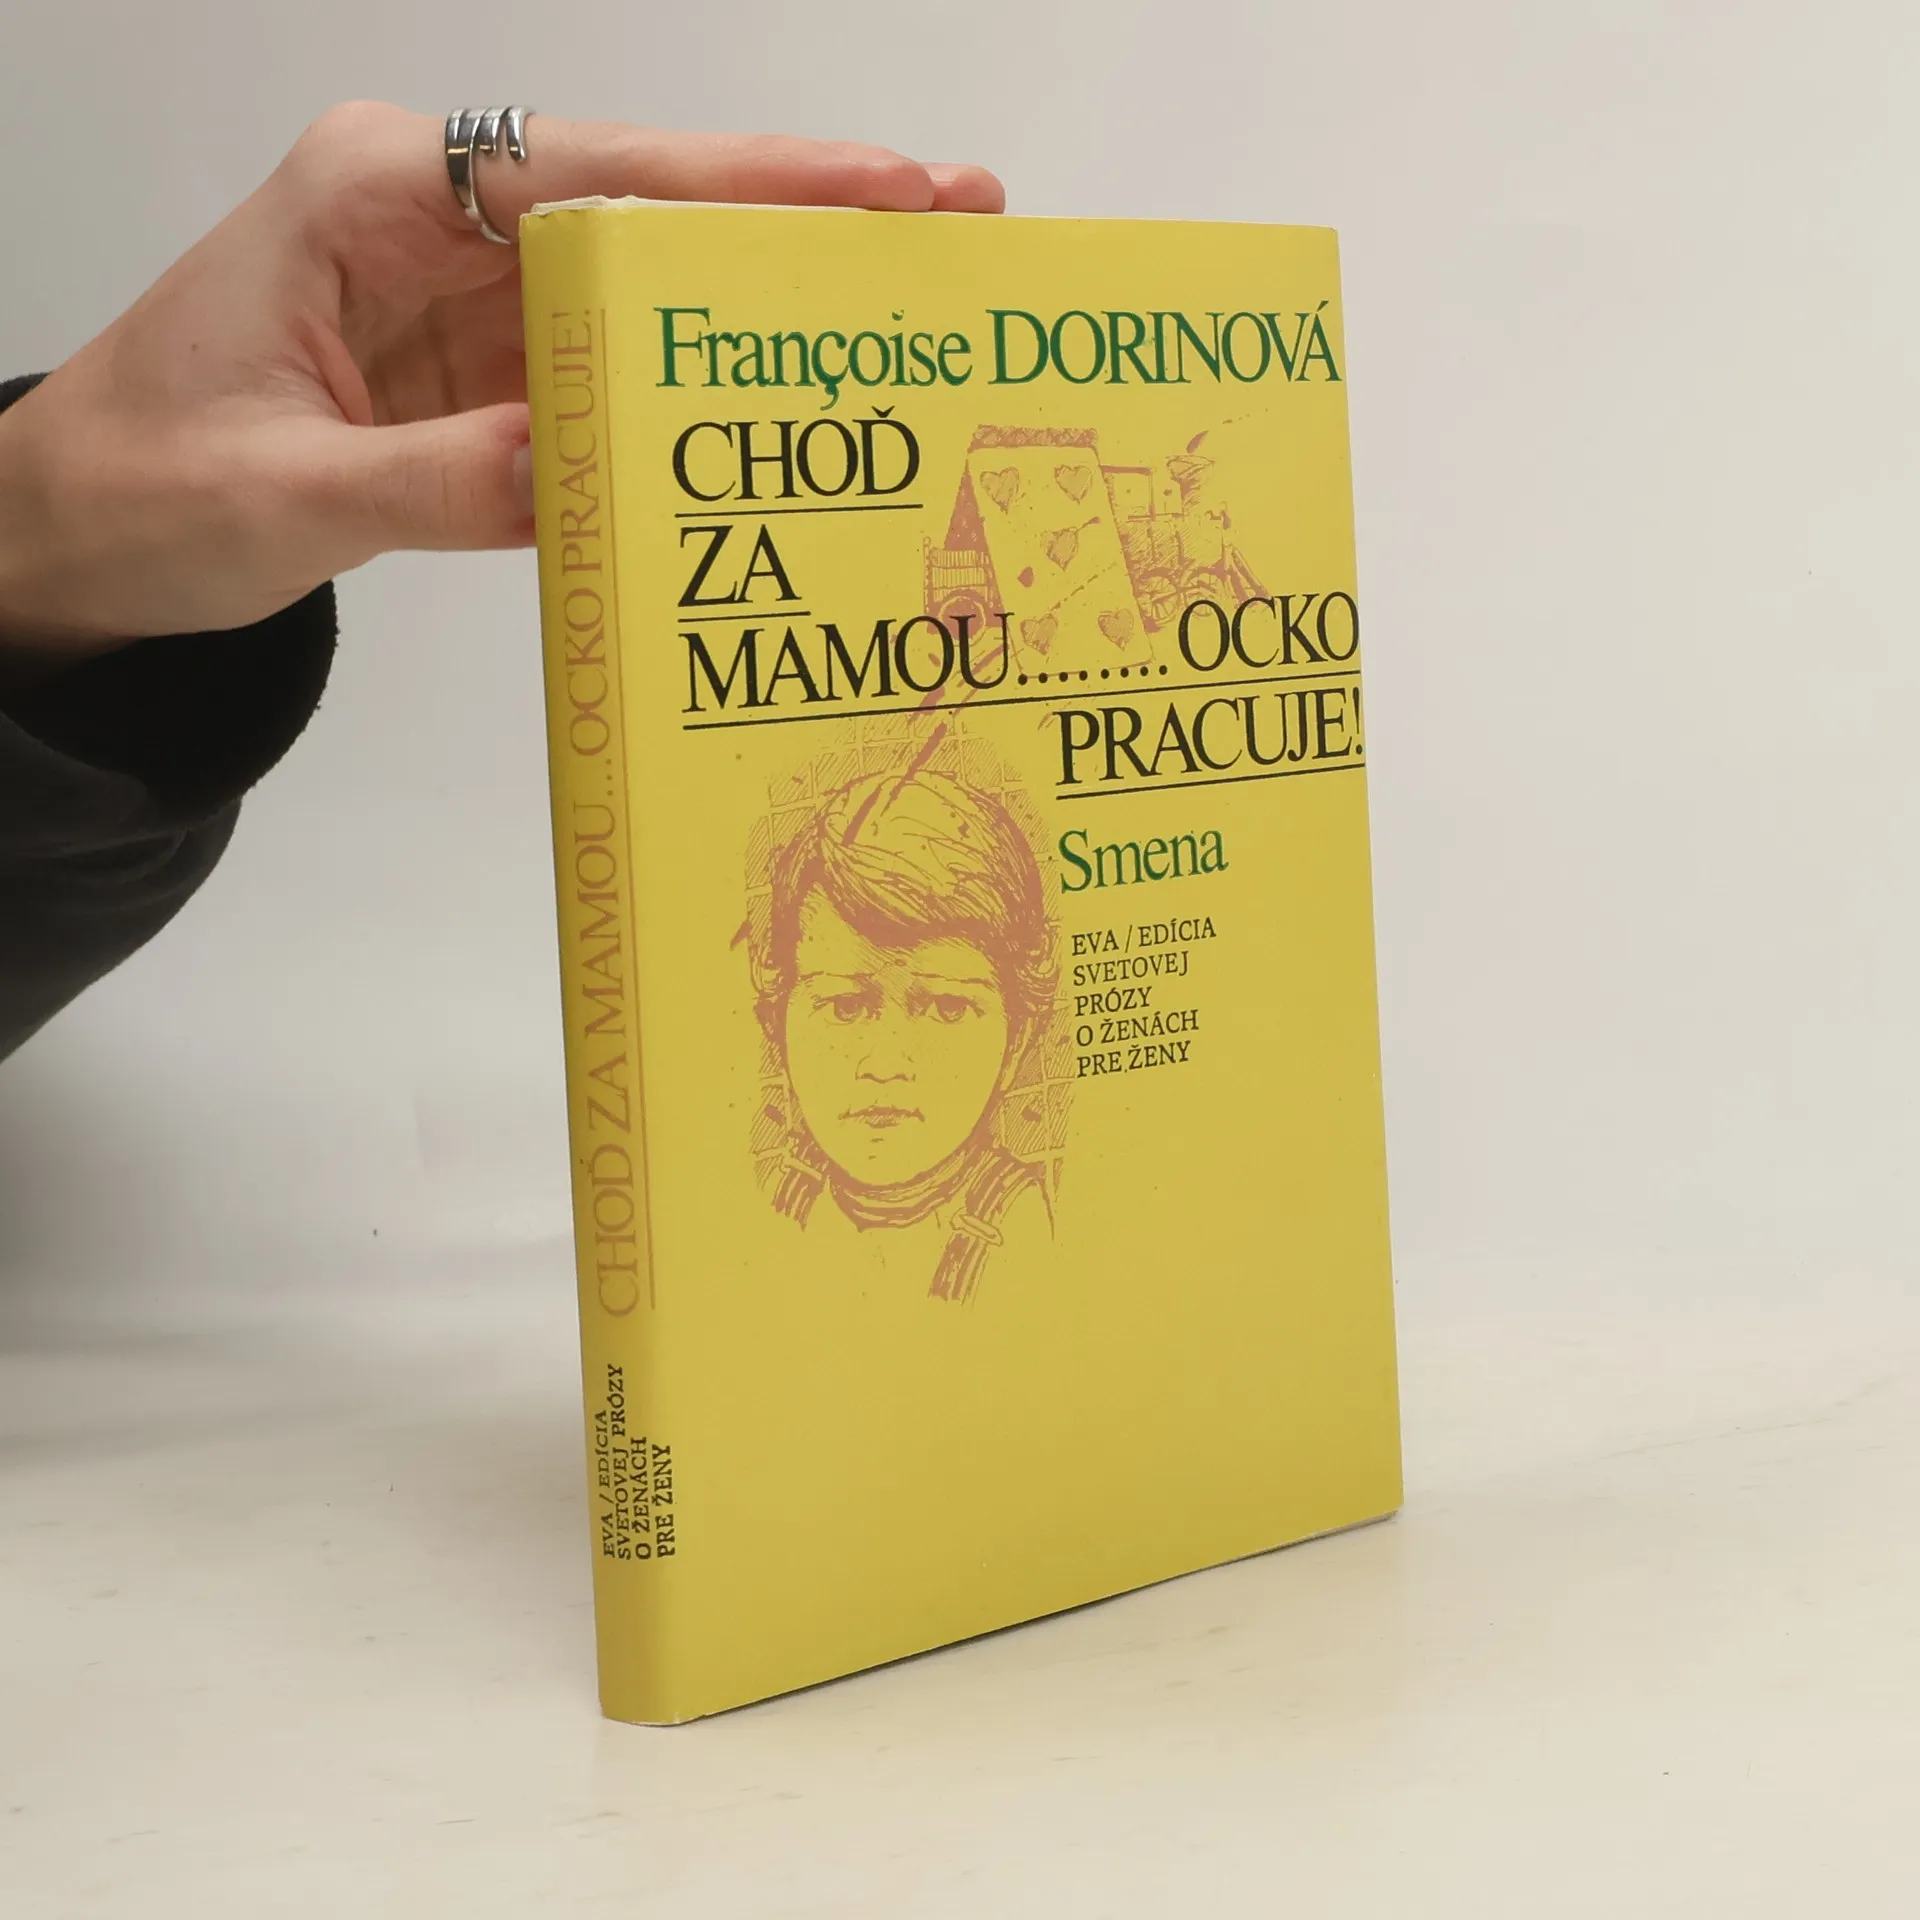 Françoise DORINOVÁ
CHOĎ
ZA
MAMOU........OCKO
PRACUJE!
Smena
EVA / EDÍCIA
SVETOVEJ
PRÓZY
O ŽENÁCH
PRE ŽENY
CHOĎ ZA MAMOU...OCKO PRACUJE!
EVA / EDÍCIA
SVETOVEJ PRÓZY
O ŽENÁCH
PRE ŽENY